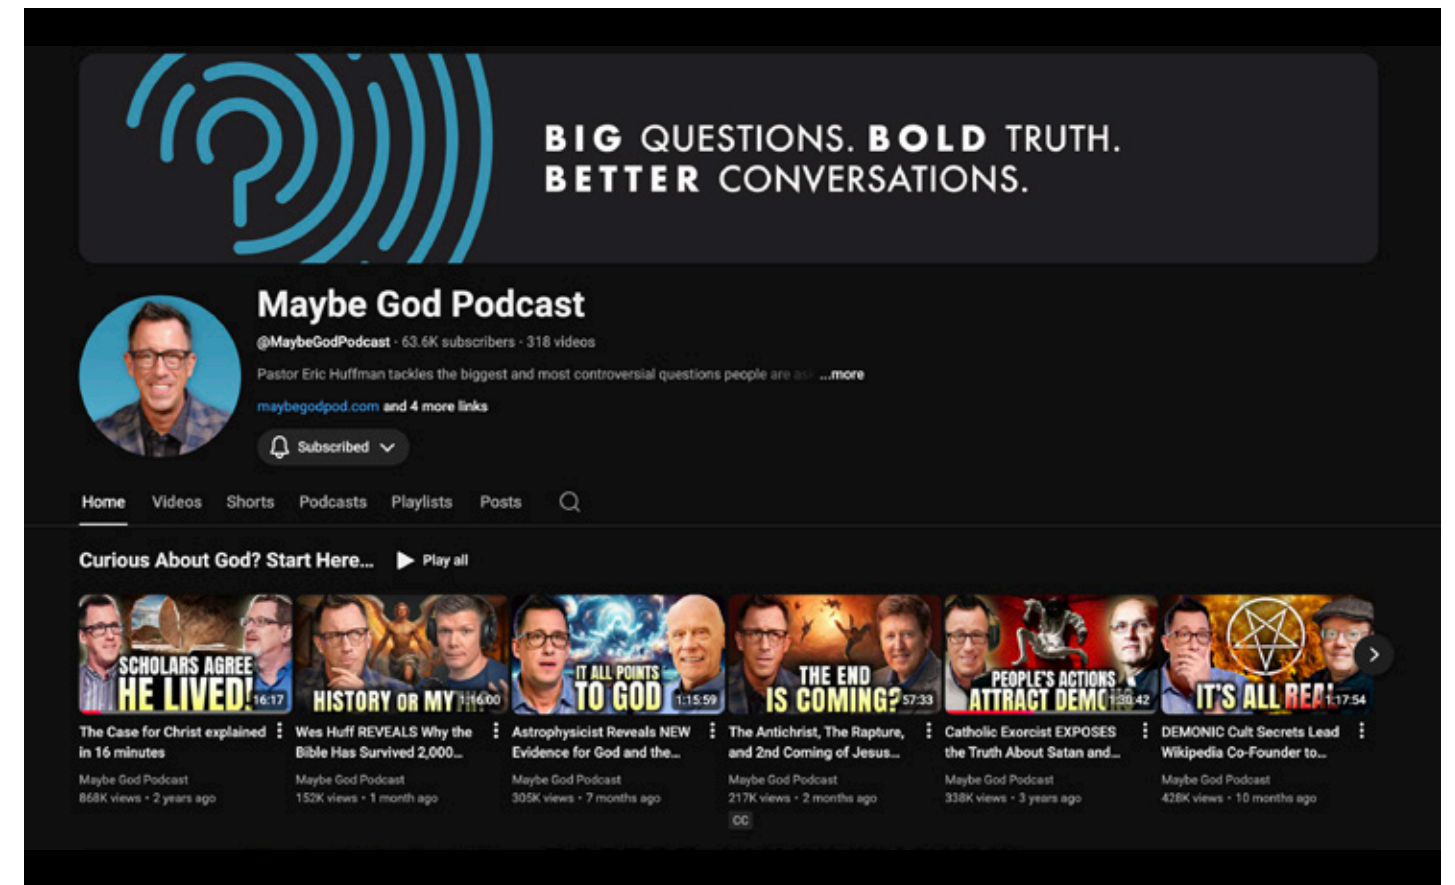 BIG QUESTIONS. BOLD TRUTH.
BETTER CONVERSATIONS.
Maybe God Podcast
@MaybeGodPodcast · 63.6K subscribers · 318 videos
Pastor Eric Huffman tackles the biggest and most controversial questions people are ...more
maybegodpod.com and 4 more links
Subscribed
Home Videos Shorts Podcasts Playlists Posts
Curious About God? Start Here... Play all
SCHOLARS AGREE
HE LIVED!
16:17
HISTORY OR MY
1:16:00
IT ALL POINTS
TO GOD
1:15:59
THE END
IS COMING?
57:33
PEOPLE'S ACTIONS
ATTRACT DEMO
1:30:42
IT'S ALL REAL
1:17:54
The Case for Christ explained
in 16 minutes
Maybe God Podcast
868K views · 2 years ago
Wes Huff REVEALS Why the
Bible Has Survived 2,000...
Maybe God Podcast
152K views · 1 month ago
Astrophysicist Reveals NEW
Evidence for God and the...
Maybe God Podcast
305K views · 7 months ago
The Antichrist, The Rapture,
and 2nd Coming of Jesus...
Maybe God Podcast
217K views · 2 months ago
CC
Catholic Exorcist EXPOSES
the Truth About Satan and...
Maybe God Podcast
338K views · 3 years ago
DEMONIC Cult Secrets Lead
Wikipedia Co-Founder to...
Maybe God Podcast
428K views · 10 months ago